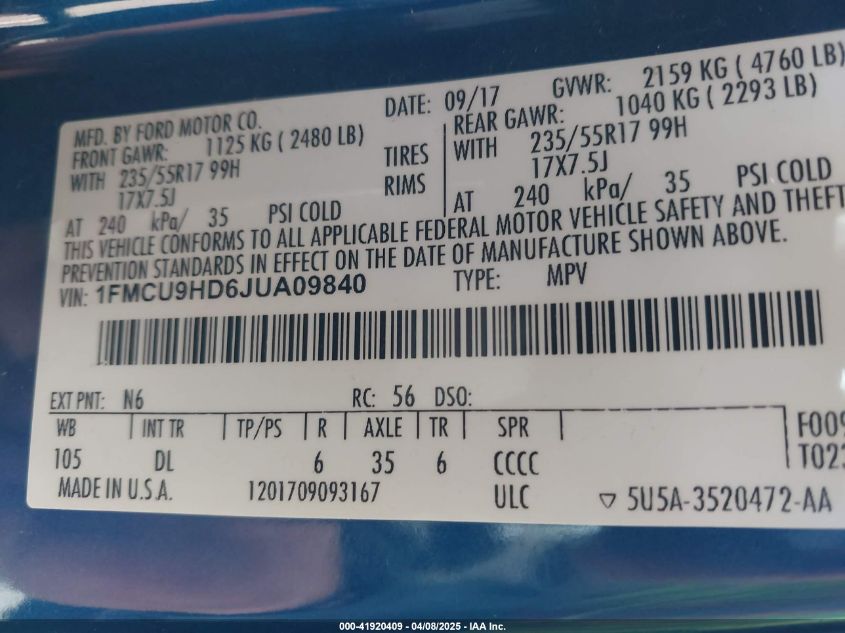 MFD. BY FORD MOTOR CO.
DATE: 09/17
GVWR: 2159 KG ( 4760 LB)
FRONT GAWR: 1125 KG ( 2480 LB)
REAR GAWR: 1040 KG ( 2293 LB)
WITH 235/55R17 99H
TIRES
WITH 235/55R17 99H
17X7.5J
RIMS
17X7.5J
AT 240 kPa/ 35 PSI COLD
AT 240 kPa/ 35 PSI COLD
THIS VEHICLE CONFORMS TO ALL APPLICABLE FEDERAL MOTOR VEHICLE SAFETY AND THEFT
PREVENTION STANDARDS IN EFFECT ON THE DATE OF MANUFACTURE SHOWN ABOVE.
VIN: 1FMCU9HD6JUA09840
TYPE: MPV
EXT PNT: N6
RC: 56 DSO:
WB INT TR TP/PS R AXLE TR SPR
F009
105 DL 6 35 6 CCCC
T023
MADE IN U.S.A. 1201709093167 ULC ▽ 5U5A-3520472-AA
000-41920409 - 04/08/2025 - IAA Inc.